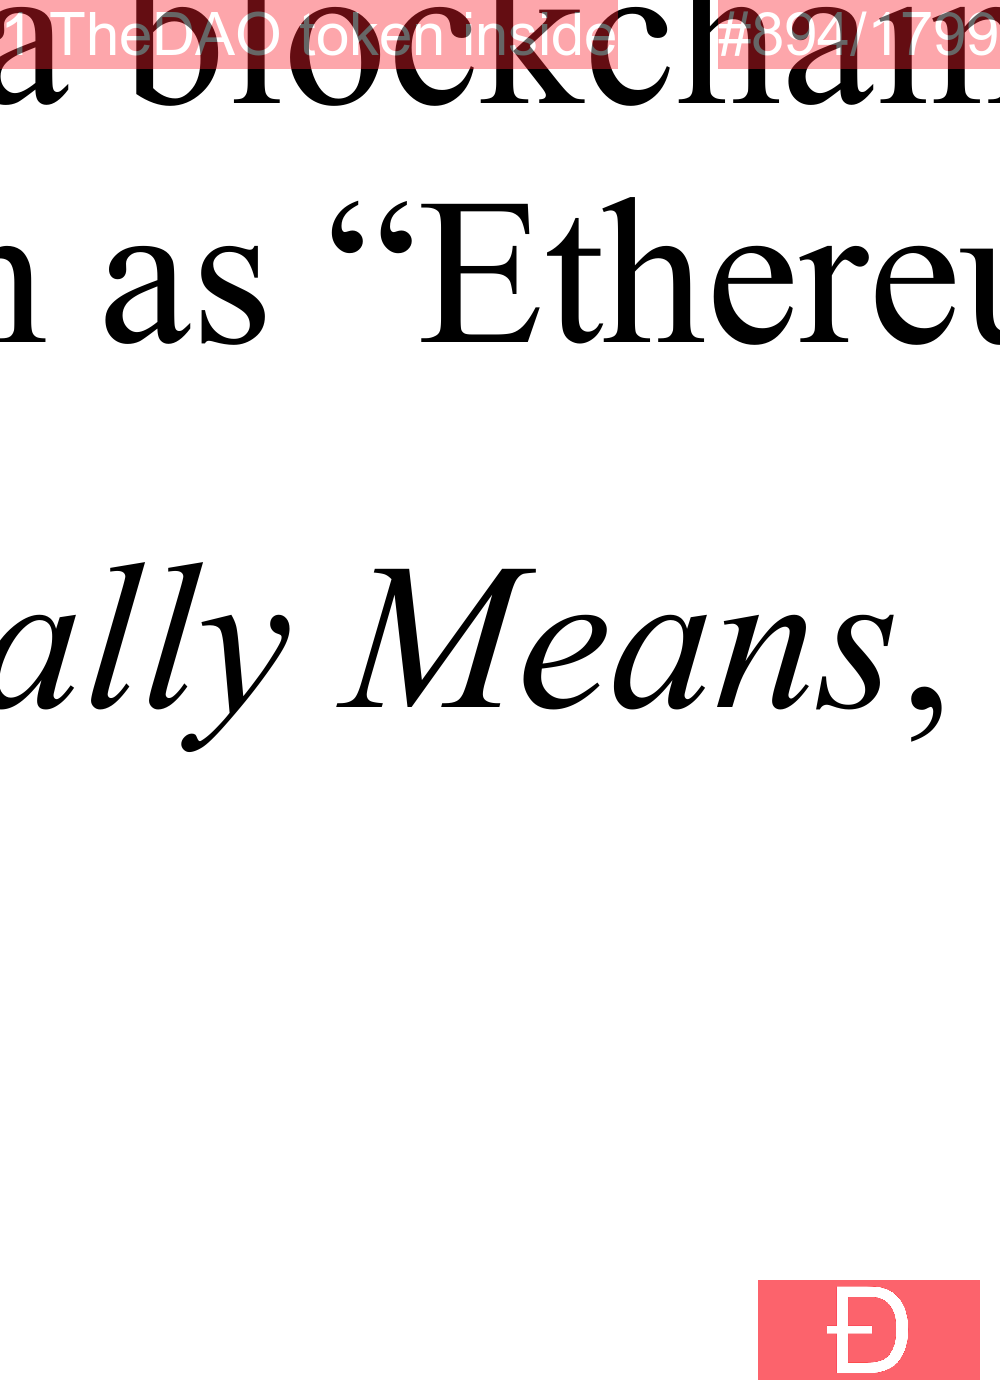 1 TheDAO token inside #894/1799
a blockchain
n as “Ethereu
ally Means,
Đ